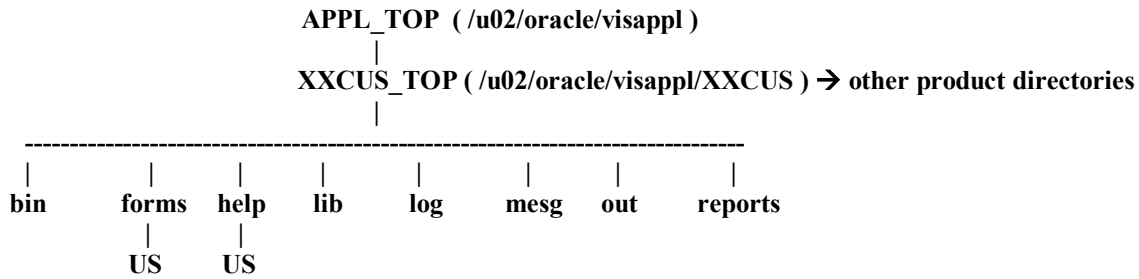 APPL_TOP ( /u02/oracle/visappl )
|
XXCUS_TOP ( /u02/oracle/visappl/XXCUS ) → other product directories
|
--------------------------------------------------------------------------------
| | | | | | | |
bin forms help lib log mesg out reports
| |
US US